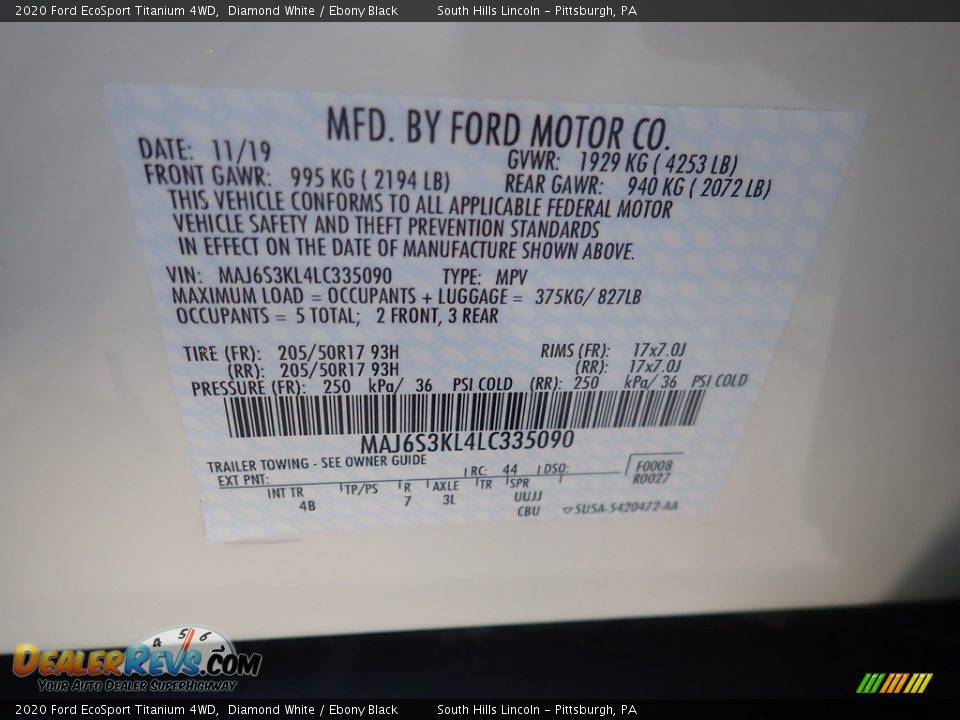 2020 Ford EcoSport Titanium 4WD, Diamond White / Ebony Black South Hills Lincoln - Pittsburgh, PA
MFD. BY FORD MOTOR CO.
DATE: 11/19 GVWR: 1929 KG ( 4253 LB)
FRONT GAWR: 995 KG ( 2194 LB) REAR GAWR: 940 KG ( 2072 LB)
THIS VEHICLE CONFORMS TO ALL APPLICABLE FEDERAL MOTOR
VEHICLE SAFETY AND THEFT PREVENTION STANDARDS
IN EFFECT ON THE DATE OF MANUFACTURE SHOWN ABOVE.
VIN: MAJ6S3KL4LC335090 TYPE: MPV
MAXIMUM LOAD = OCCUPANTS + LUGGAGE = 375KG/ 827LB
OCCUPANTS = 5 TOTAL; 2 FRONT, 3 REAR
TIRE (FR): 205/50R17 93H RIMS (FR): 17x7.0J
(RR): 205/50R17 93H (RR): 17x7.0J
PRESSURE (FR): 250 kPa/ 36 PSI COLD (RR): 250 kPa/ 36 PSI COLD
MAJ6S3KL4LC335090
TRAILER TOWING - SEE OWNER GUIDE
EXT PNT: RC: 44 DSO: F0008
R0027
INT TR TP/PS R AXLE TR SPR
4B 7 3L UUJJ
CBU 5U5A-5420472-AA
4 5 6
DEALERREVS.COM
Your Auto Dealer SuperHighway
2020 Ford EcoSport Titanium 4WD, Diamond White / Ebony Black South Hills Lincoln - Pittsburgh, PA